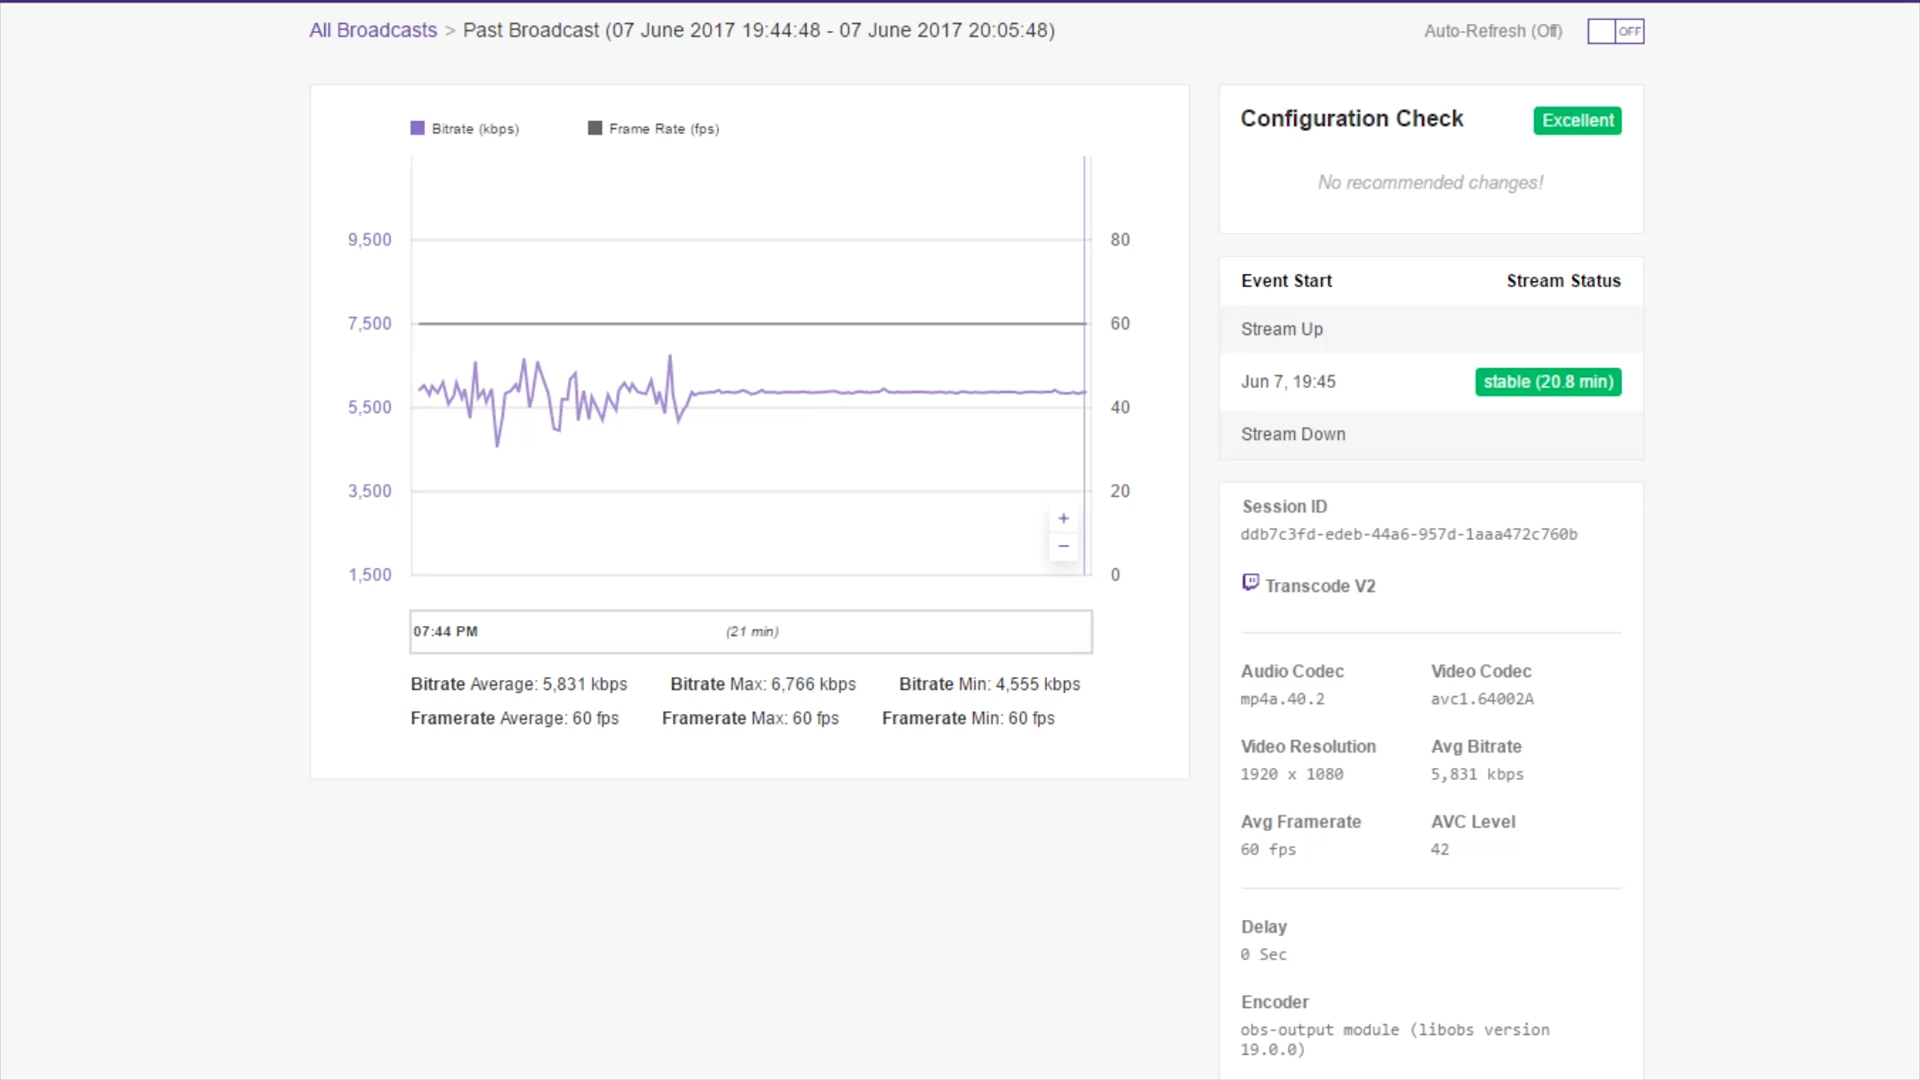 All Broadcasts > Past Broadcast (07 June 2017 19:44:48 - 07 June 2017 20:05:48)
Auto-Refresh (Off)
OFF
Bitrate (kbps)
Frame Rate (fps)
9,500
7,500
5,500
3,500
1,500
80
60
40
20
0
+
−
07:44 PM
(21 min)
Bitrate Average: 5,831 kbps
Bitrate Max: 6,766 kbps
Bitrate Min: 4,555 kbps
Framerate Average: 60 fps
Framerate Max: 60 fps
Framerate Min: 60 fps
Configuration Check
Excellent
No recommended changes!
Event Start
Stream Status
Stream Up
Jun 7, 19:45
stable (20.8 min)
Stream Down
Session ID
ddb7c3fd-edeb-44a6-957d-1aaa472c760b
Transcode V2
Audio Codec
mp4a.40.2
Video Codec
avc1.64002A
Video Resolution
1920 x 1080
Avg Bitrate
5,831 kbps
Avg Framerate
60 fps
AVC Level
42
Delay
0 Sec
Encoder
obs-output module (libobs version
19.0.0)